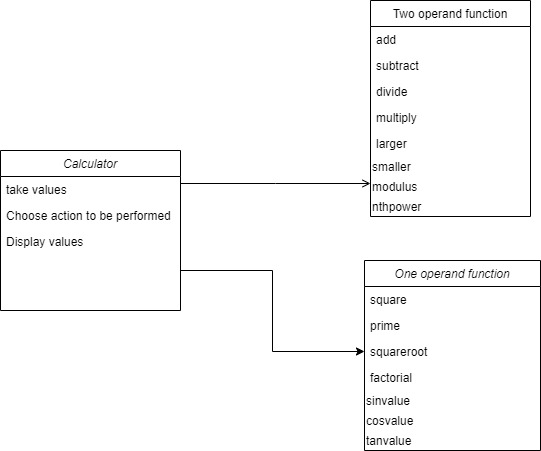 Two operand function
add
subtract
divide
multiply
larger
smaller
modulus
nthpower
Calculator
take values
Choose action to be performed
Display values
One operand function
square
prime
squareroot
factorial
sinvalue
cosvalue
tanvalue